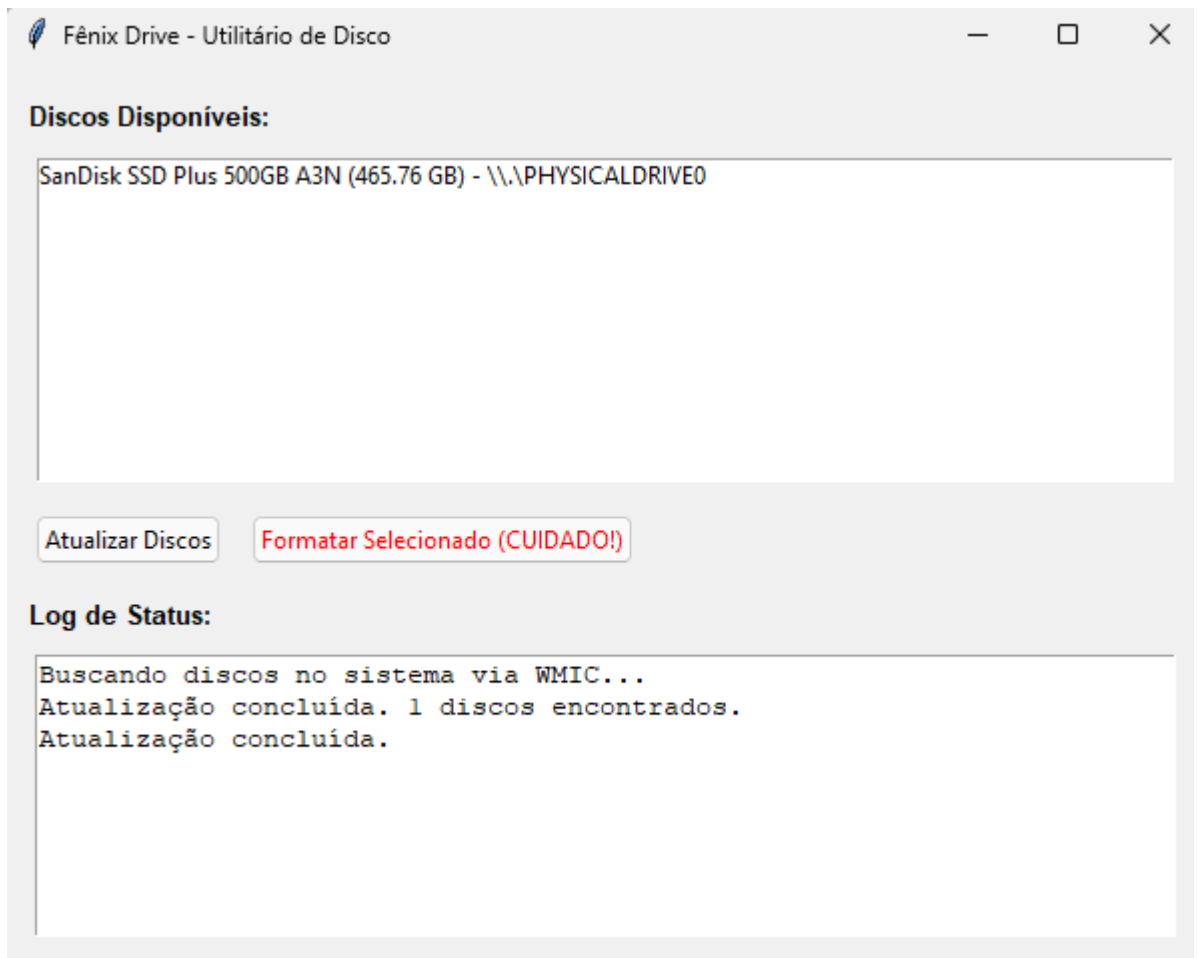 Fênix Drive - Utilitário de Disco
Discos Disponíveis:
SanDisk SSD Plus 500GB A3N (465.76 GB) - \\.\PHYSICALDRIVE0
Atualizar Discos
Formatar Selecionado (CUIDADO!)
Log de Status:
Buscando discos no sistema via WMIC...
Atualização concluída. 1 discos encontrados.
Atualização concluída.